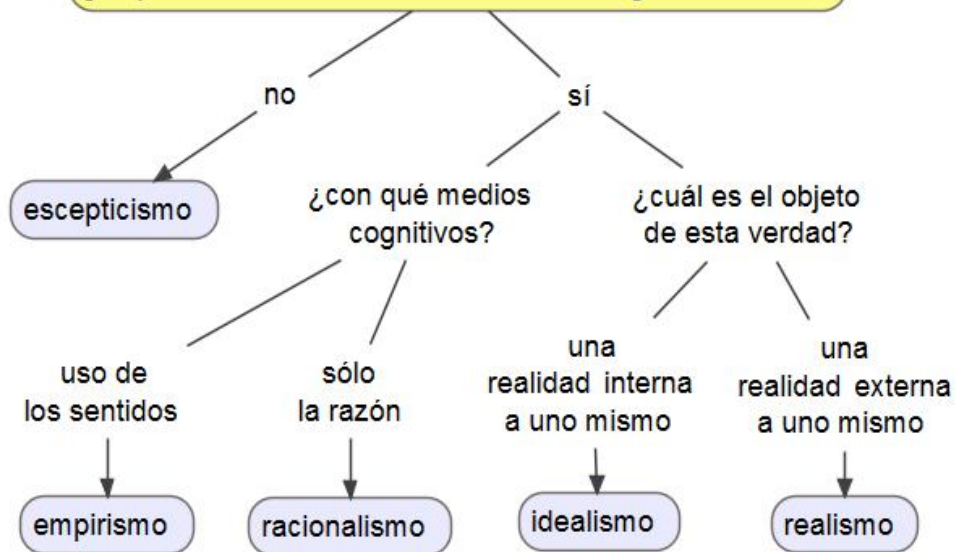 no
sí
escepticismo
¿con qué medios
cognitivos?
¿cuál es el objeto
de esta verdad?
uso de
los sentidos
sólo
la razón
una
realidad interna
a uno mismo
una
realidad externa
a uno mismo
empirismo
racionalismo
idealismo
realismo